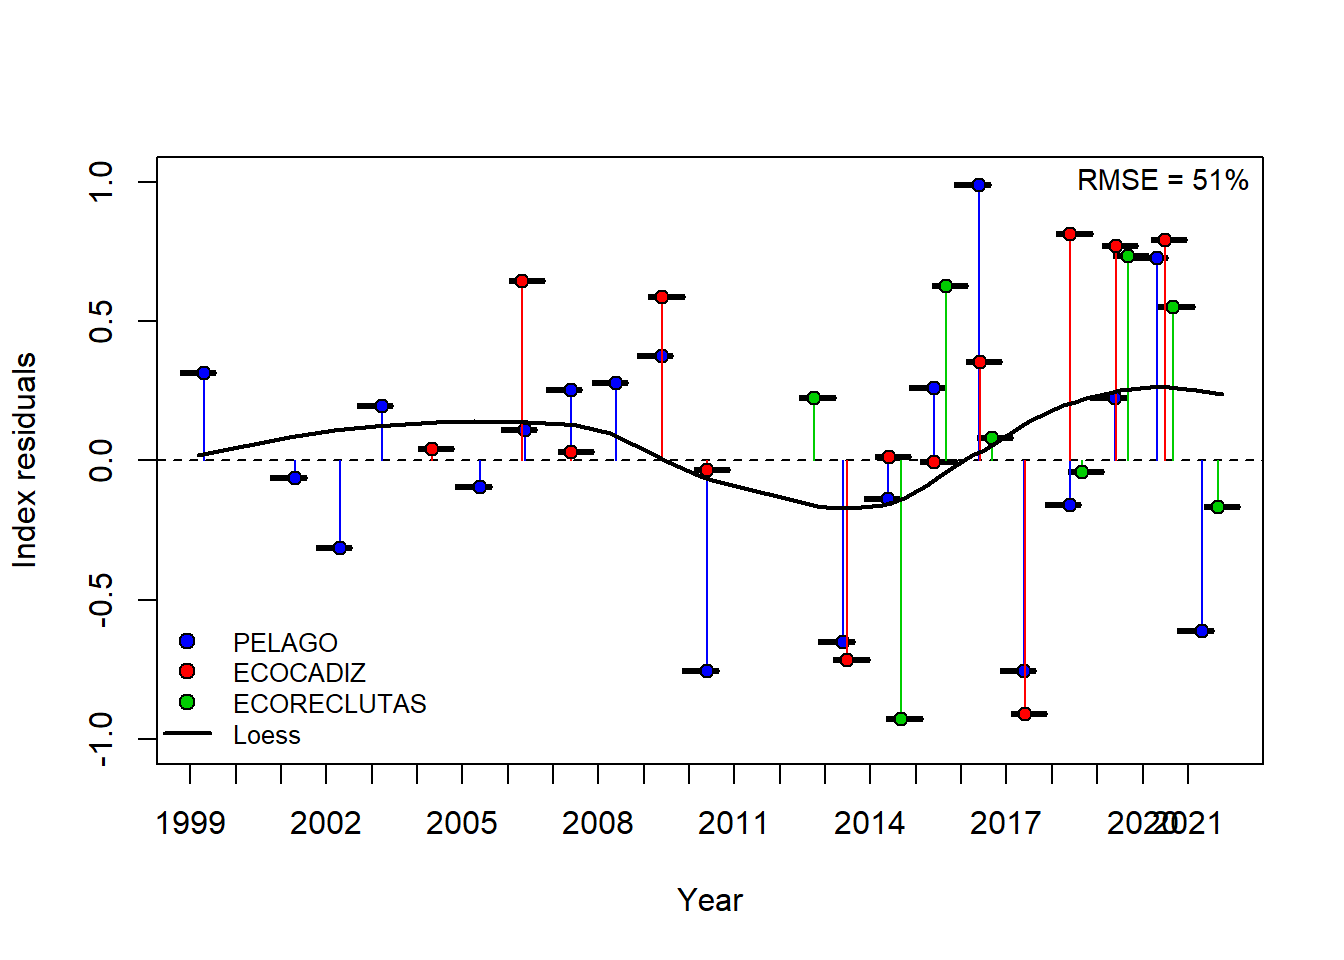 RMSE = 51%
1.0
0.5
0.0
-0.5
-1.0
Index residuals
PELAGO
ECOCADIZ
ECORECLUTAS
Loess
1999 2002 2005 2008 2011 2014 2017 2020 2021
Year